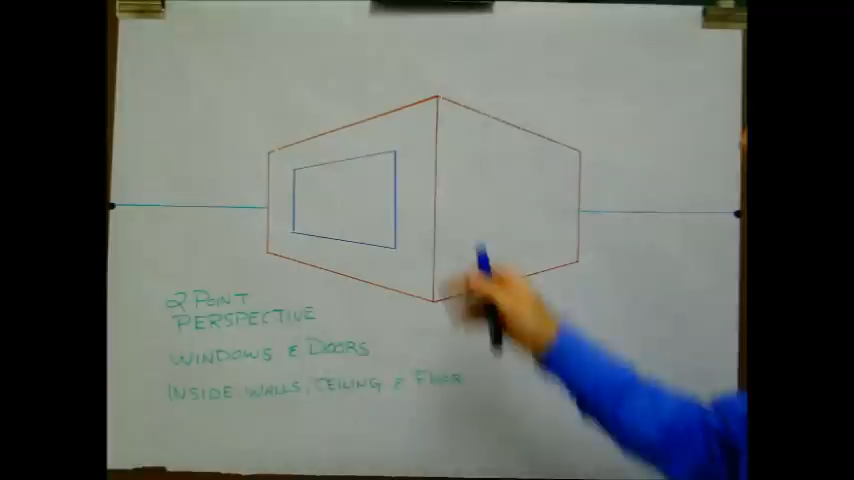 2 POINT
PERSPECTIVE
WINDOWS & DOORS
INSIDE WALLS, CEILING & FLOOR